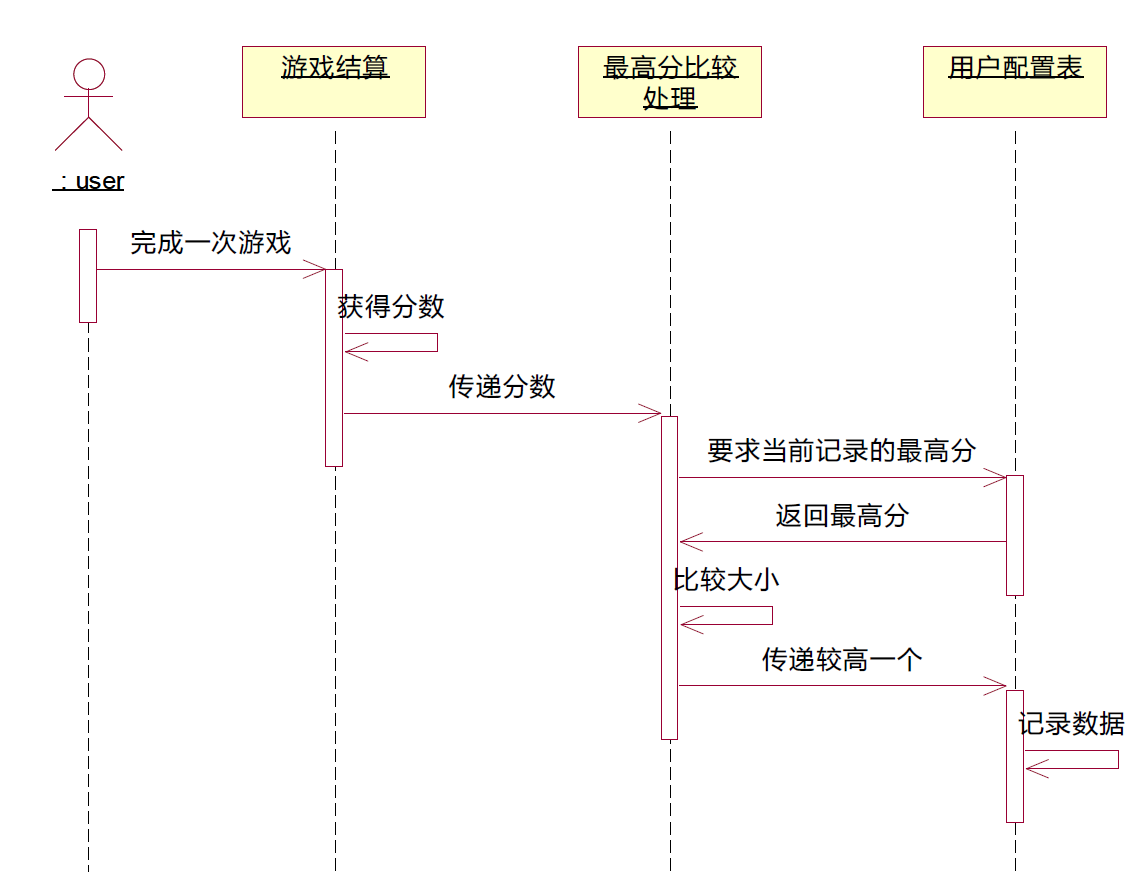 游戏结算
最高分比较
处理
用户配置表
: user
完成一次游戏
获得分数
传递分数
要求当前记录的最高分
返回最高分
比较大小
传递较高一个
记录数据